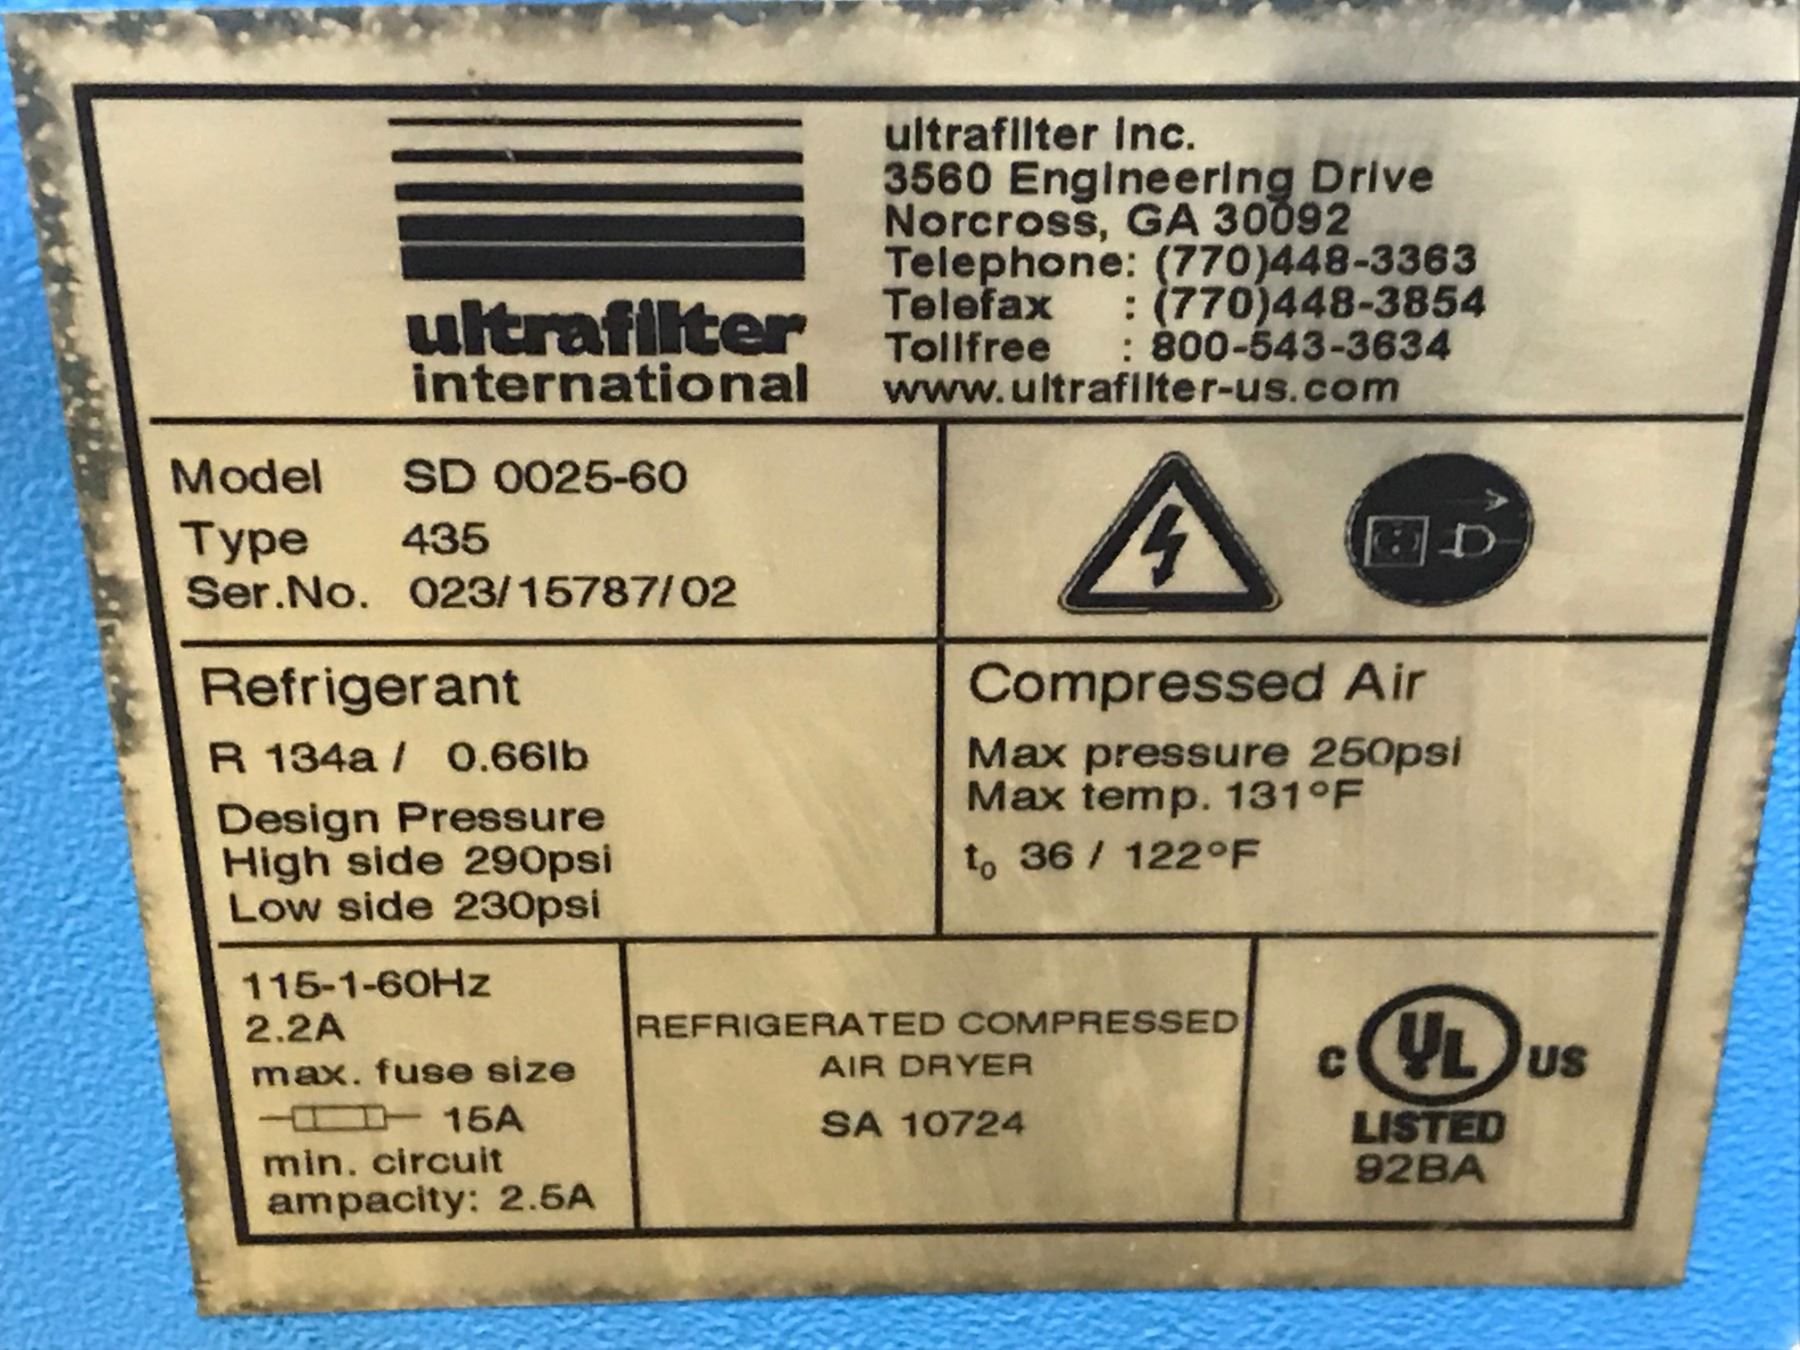 ultrafilter
international
ultrafilter inc.
3560 Engineering Drive
Norcross, GA 30092
Telephone: (770)448-3363
Telefax : (770)448-3854
Tollfree : 800-543-3634
www.ultrafilter-us.com
Model SD 0025-60
Type 435
Ser.No. 023/15787/02
Refrigerant
R 134a / 0.66lb
Design Pressure
High side 290psi
Low side 230psi
Compressed Air
Max pressure 250psi
Max temp. 131°F
t₀ 36 / 122°F
115-1-60Hz
2.2A
max. fuse size
15A
min. circuit
ampacity: 2.5A
REFRIGERATED COMPRESSED
AIR DRYER
SA 10724
C UL US
LISTED
92BA